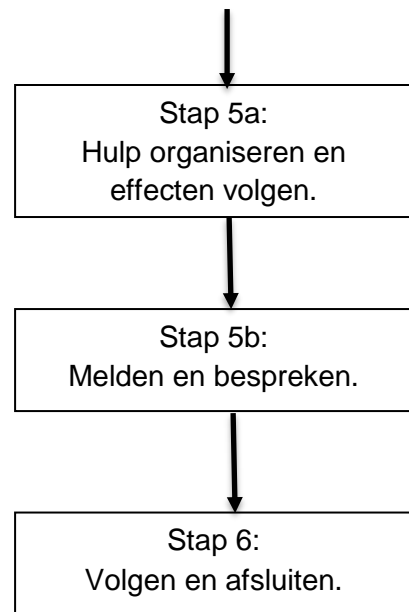 Stap 5a:
Hulp organiseren en
effecten volgen.
Stap 5b:
Melden en bespreken.
Stap 6:
Volgen en afsluiten.